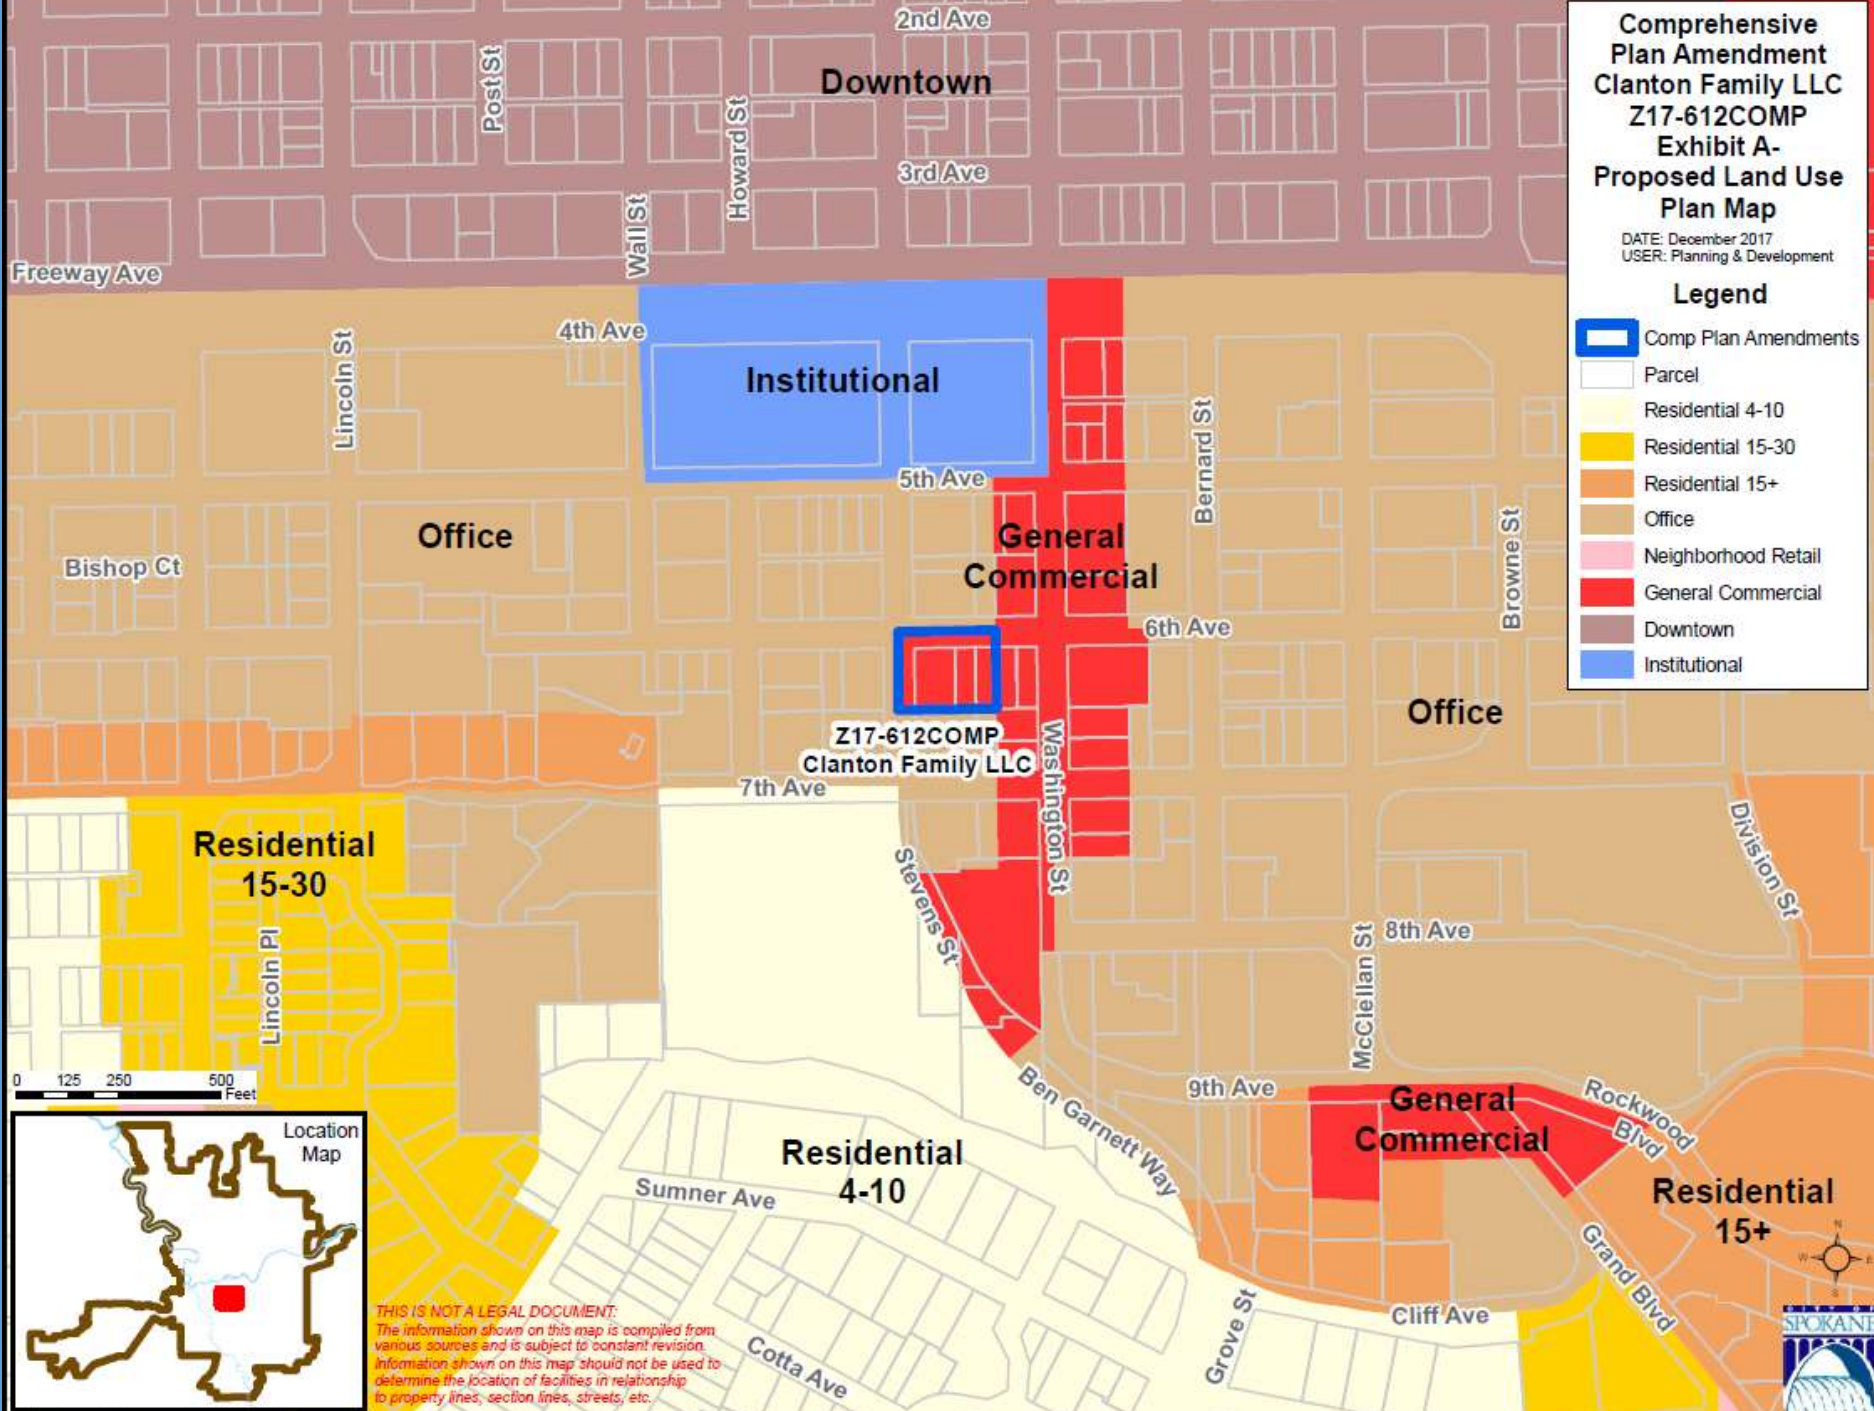 2nd Ave
Downtown
Post St
Howard St
3rd Ave
Wall St
Freeway Ave
4th Ave
Lincoln St
Institutional
Bernard St
5th Ave
Office
General
Commercial
Bishop Ct
Browne St
6th Ave
Office
Z17-612COMP
Clanton Family LLC
Washington St
7th Ave
Residential
15-30
Stevens St
Division St
8th Ave
Lincoln Pl
McClellan St
Ben Garnett Way
9th Ave
General
Commercial
Rockwood
Blvd
Residential
4-10
Sumner Ave
Residential
15+
Grand Blvd
Cliff Ave
Grove St
Cotta Ave
Comprehensive
Plan Amendment
Clanton Family LLC
Z17-612COMP
Exhibit A-
Proposed Land Use
Plan Map
DATE: December 2017
USER: Planning & Development
Legend
Comp Plan Amendments
Parcel
Residential 4-10
Residential 15-30
Residential 15+
Office
Neighborhood Retail
General Commercial
Downtown
Institutional
0 125 250 500
Feet
Location
Map
THIS IS NOT A LEGAL DOCUMENT:
The information shown on this map is compiled from
various sources and is subject to constant revision.
Information shown on this map should not be used to
determine the location of facilities in relationship
to property lines, section lines, streets, etc.
N
W
E
S
CITY OF
SPOKANE